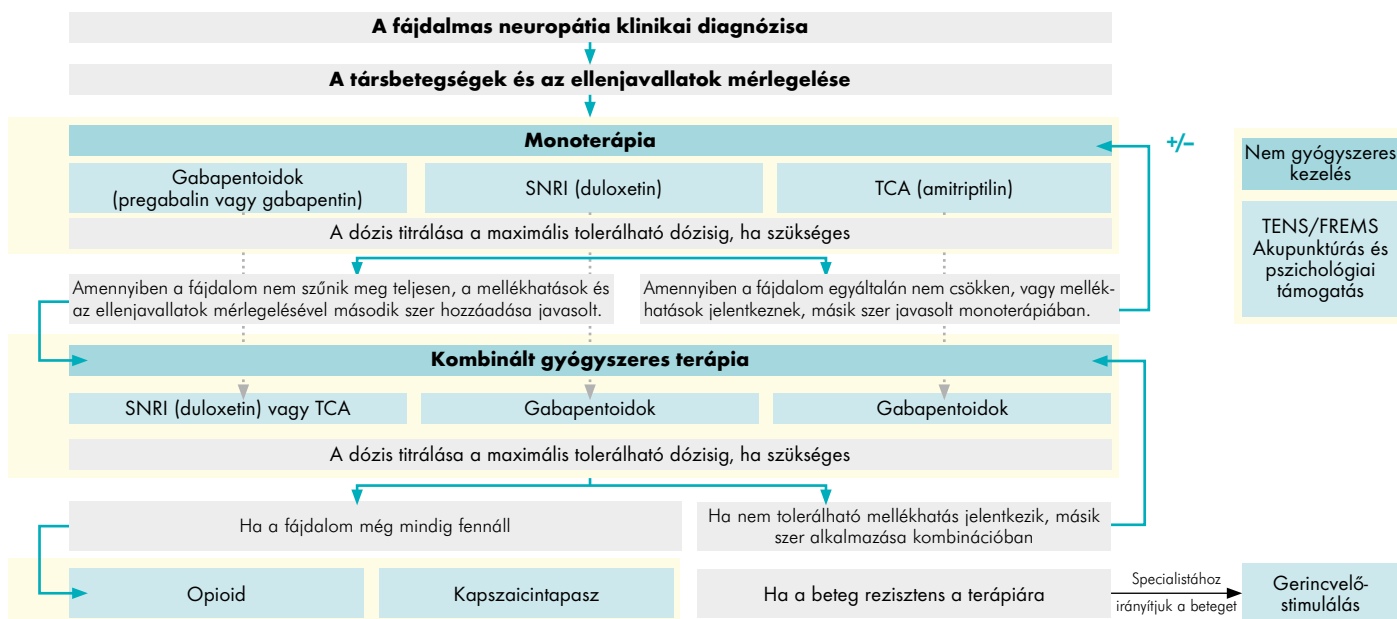 A fájdalmas neuropátia klinikai diagnózisa
A társbetegségek és az ellenjavallatok mérlegelése
Monoterápia
+/–
Nem gyógyszeres
kezelés
Gabapentoidok
(pregabalin vagy gabapentin)
SNRI (duloxetin)
TCA (amitriptilin)
TENS/FREMS
Akupunktúrás és
pszichológiai
támogatás
A dózis titrálása a maximális tolerálható dózisig, ha szükséges
Amennyiben a fájdalom nem szűnik meg teljesen, a mellékhatások és
az ellenjavallatok mérlegelésével második szer hozzáadása javasolt.
Amennyiben a fájdalom egyáltalán nem csökken, vagy mellék-
hatások jelentkeznek, másik szer javasolt monoterápiában.
Kombinált gyógyszeres terápia
SNRI (duloxetin) vagy TCA
Gabapentoidok
Gabapentoidok
A dózis titrálása a maximális tolerálható dózisig, ha szükséges
Ha a fájdalom még mindig fennáll
Ha nem tolerálható mellékhatás jelentkezik, másik
szer alkalmazása kombinációban
Opioid
Kapszaicintapasz
Ha a beteg rezisztens a terápiára
Specialistához
irányítjuk a beteget
Gerincvelő-
stimulálás